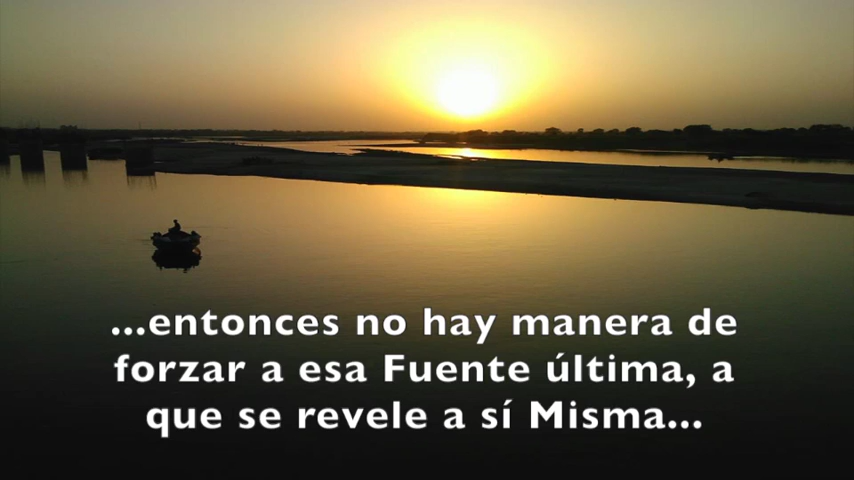 ...entonces no hay manera de
forzar a esa Fuente última, a
que se revele a sí Misma...